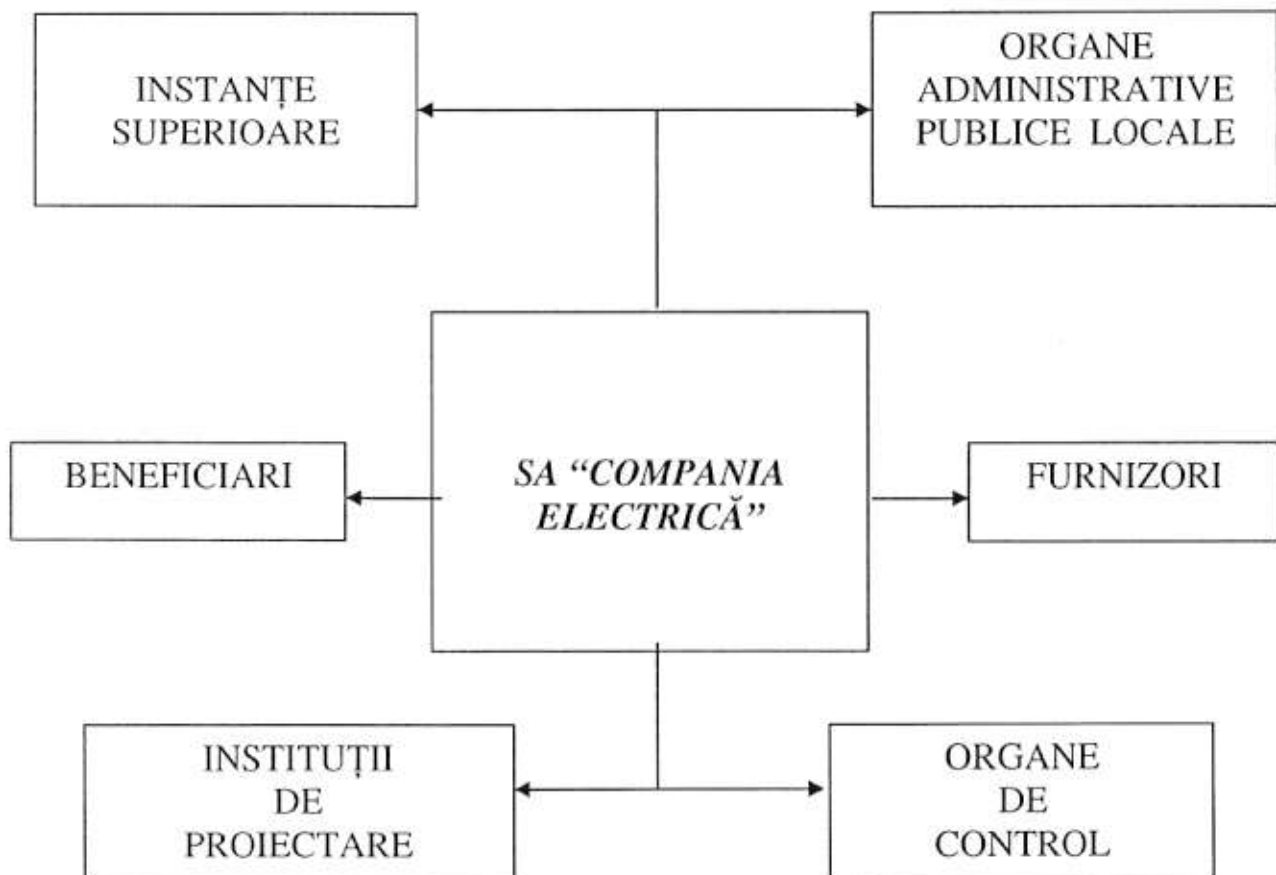 INSTANȚE
SUPERIOARE
ORGANE
ADMINISTRATIVE
PUBLICE LOCALE
BENEFICIARI
SA “COMPANIA
ELECTRICĂ”
FURNIZORI
INSTITUȚII
DE
PROIECTARE
ORGANE
DE
CONTROL